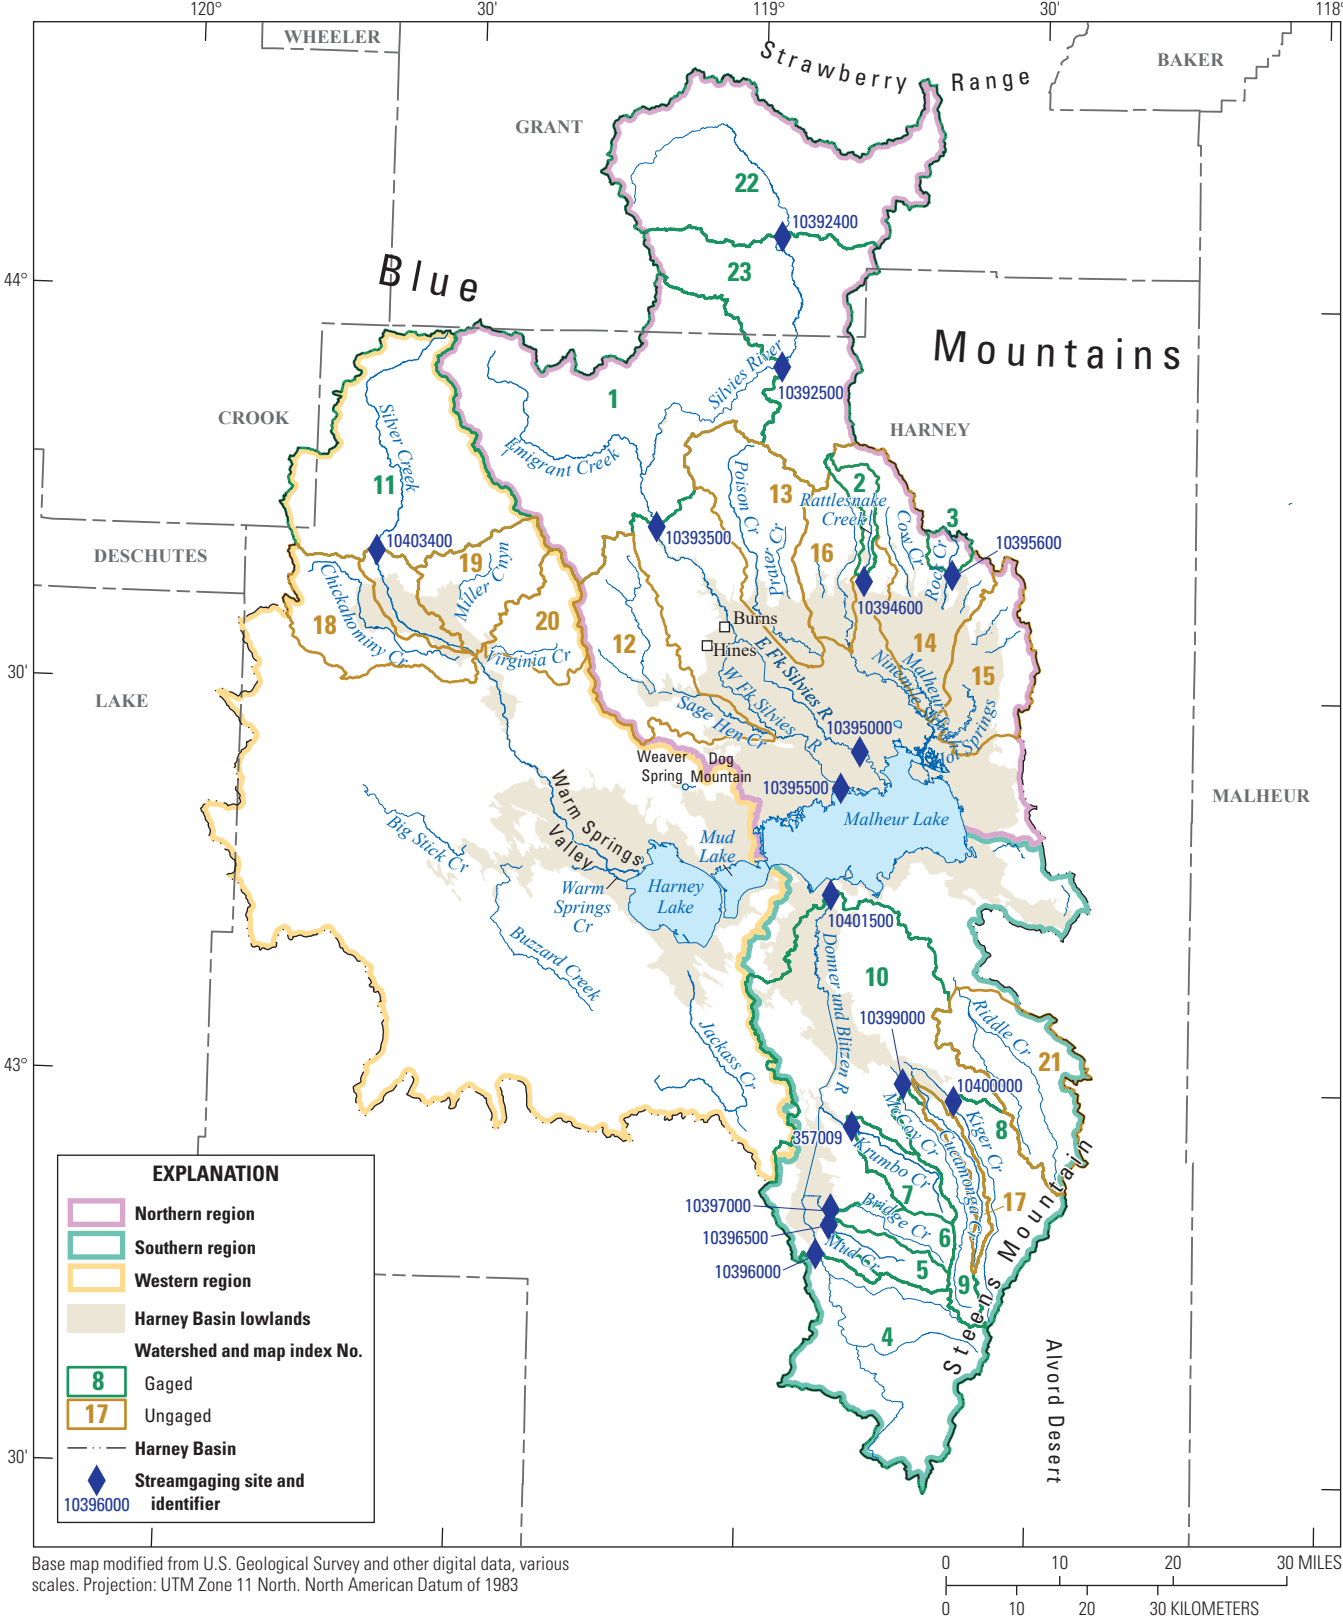 120°
30'
119°
30'
118°
WHEELER
Strawberry Range
BAKER
GRANT
22
10392400
23
44°
Blue
Mountains
Silvies River
10392500
1
CROOK
HARNEY
Silver Creek
Emigrant Creek
11
Poison Cr
13
2
Rattlesnake
Creek
Cow Cr
3
10393500
10395600
DESCHUTES
10403400
19
Miller Cnyn
Prater Cr
16
Rock Cr
10394600
Chickahominy Cr
18
20
12
Burns
Hines
14
15
Virginia Cr
E Fk Silvies R
W Fk Silvies R
Ninemile Slough
Malheur Slough
Hot Springs
30'
LAKE
Sage Hen Cr
10395000
Weaver
Spring
Dog
Mountain
10395500
MALHEUR
Warm Springs
Valley
Big Stick Cr
Mud
Lake
Malheur Lake
Warm
Springs
Cr
Harney
Lake
10401500
Buzzard Creek
Donner und Blitzen R
10
10399000
Riddle Cr
21
Jackass Cr
43°
10400000
McCoy Cr
Kiger Cr
8
357009
Krumbo Cr
Cucamonga Cr
7
17
10397000
Bridge Cr
10396500
6
Mud Cr
10396000
5
9
Steens Mountain
4
Alvord Desert
30'
EXPLANATION
Northern region
Southern region
Western region
Harney Basin lowlands
Watershed and map index No.
8 Gaged
17 Ungaged
Harney Basin
Streamgaging site and
10396000 identifier
Base map modified from U.S. Geological Survey and other digital data, various
scales. Projection: UTM Zone 11 North. North American Datum of 1983
0 10 20 30 MILES
0 10 20 30 KILOMETERS